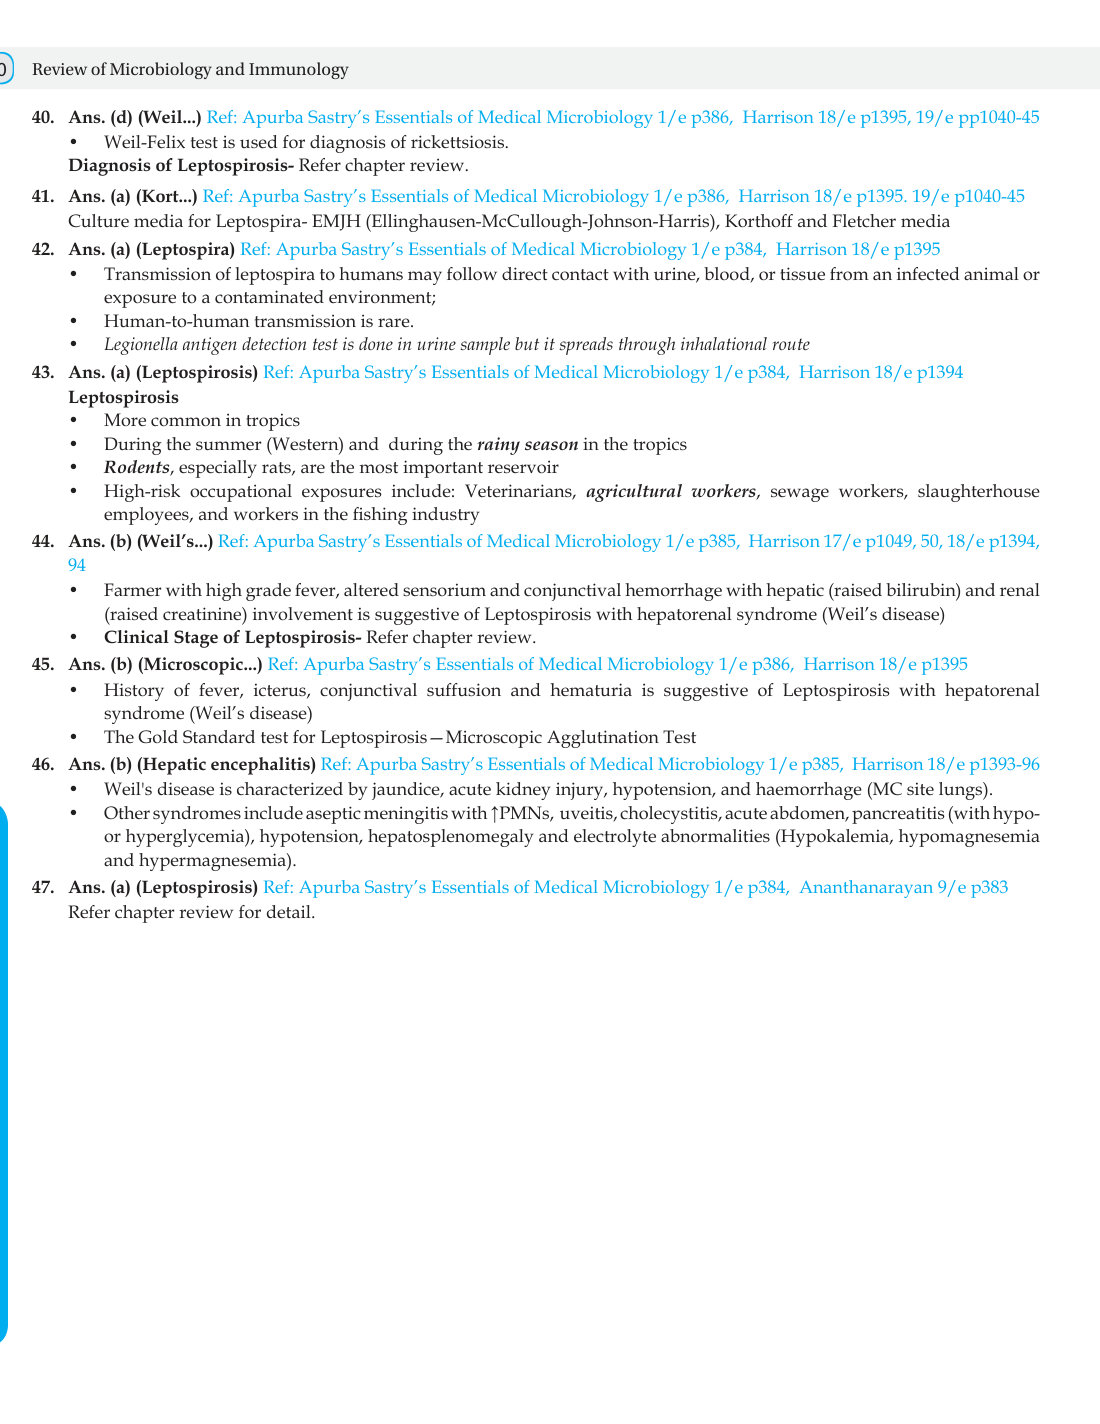 0 Review of Microbiology and Immunology
40. Ans. (d) (Weil...) Ref: Apurba Sastry’s Essentials of Medical Microbiology 1/e p386, Harrison 18/e p1395, 19/e pp1040-45
• Weil-Felix test is used for diagnosis of rickettsiosis.
Diagnosis of Leptospirosis- Refer chapter review.
41. Ans. (a) (Kort...) Ref: Apurba Sastry’s Essentials of Medical Microbiology 1/e p386, Harrison 18/e p1395. 19/e p1040-45
Culture media for Leptospira- EMJH (Ellinghausen-McCullough-Johnson-Harris), Korthoff and Fletcher media
42. Ans. (a) (Leptospira) Ref: Apurba Sastry’s Essentials of Medical Microbiology 1/e p384, Harrison 18/e p1395
• Transmission of leptospira to humans may follow direct contact with urine, blood, or tissue from an infected animal or
exposure to a contaminated environment;
• Human-to-human transmission is rare.
• Legionella antigen detection test is done in urine sample but it spreads through inhalational route
43. Ans. (a) (Leptospirosis) Ref: Apurba Sastry’s Essentials of Medical Microbiology 1/e p384, Harrison 18/e p1394
Leptospirosis
• More common in tropics
• During the summer (Western) and during the rainy season in the tropics
• Rodents, especially rats, are the most important reservoir
• High-risk occupational exposures include: Veterinarians, agricultural workers, sewage workers, slaughterhouse
employees, and workers in the fishing industry
44. Ans. (b) (Weil’s...) Ref: Apurba Sastry’s Essentials of Medical Microbiology 1/e p385, Harrison 17/e p1049, 50, 18/e p1394,
94
• Farmer with high grade fever, altered sensorium and conjunctival hemorrhage with hepatic (raised bilirubin) and renal
(raised creatinine) involvement is suggestive of Leptospirosis with hepatorenal syndrome (Weil’s disease)
• Clinical Stage of Leptospirosis- Refer chapter review.
45. Ans. (b) (Microscopic...) Ref: Apurba Sastry’s Essentials of Medical Microbiology 1/e p386, Harrison 18/e p1395
• History of fever, icterus, conjunctival suffusion and hematuria is suggestive of Leptospirosis with hepatorenal
syndrome (Weil’s disease)
• The Gold Standard test for Leptospirosis—Microscopic Agglutination Test
46. Ans. (b) (Hepatic encephalitis) Ref: Apurba Sastry’s Essentials of Medical Microbiology 1/e p385, Harrison 18/e p1393-96
• Weil's disease is characterized by jaundice, acute kidney injury, hypotension, and haemorrhage (MC site lungs).
• Other syndromes include aseptic meningitis with ↑PMNs, uveitis, cholecystitis, acute abdomen, pancreatitis (with hypo-
or hyperglycemia), hypotension, hepatosplenomegaly and electrolyte abnormalities (Hypokalemia, hypomagnesemia
and hypermagnesemia).
47. Ans. (a) (Leptospirosis) Ref: Apurba Sastry’s Essentials of Medical Microbiology 1/e p384, Ananthanarayan 9/e p383
Refer chapter review for detail.